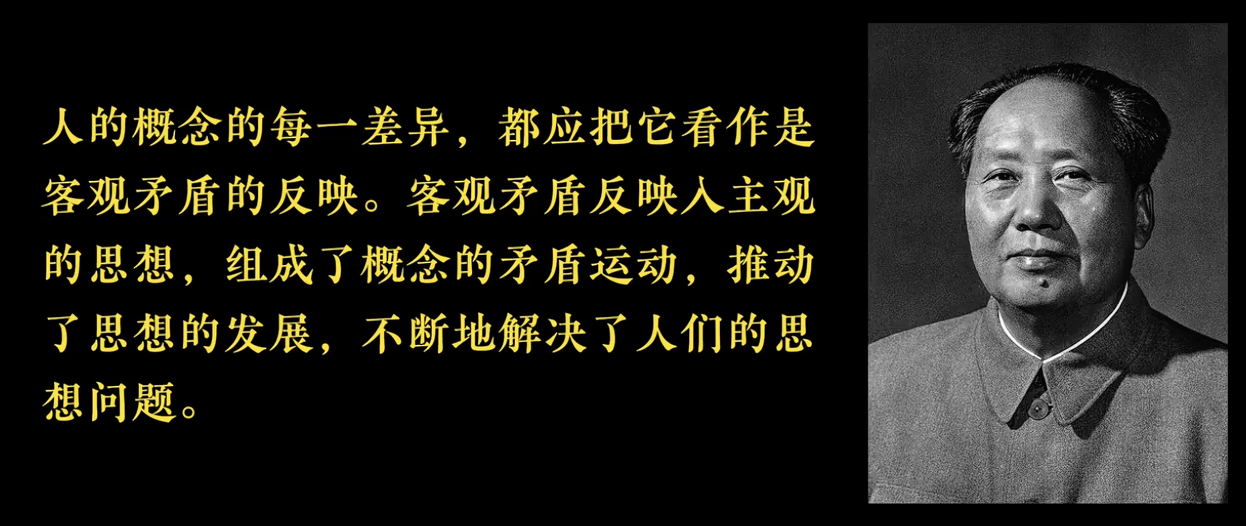 人的概念的每一差异，都应把它看作是
客观矛盾的反映。客观矛盾反映入主观
的思想，组成了概念的矛盾运动，推动
了思想的发展，不断地解决了人们的思
想问题。